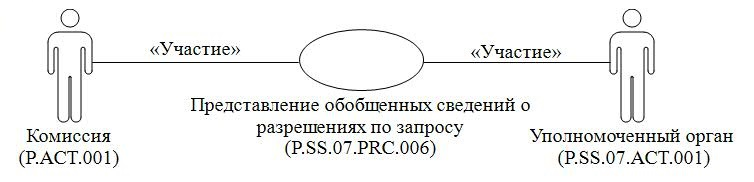 «Участие»
«Участие»
Представление обобщенных сведений о
разрешениях по запросу
(P.SS.07.PRC.006)
Комиссия
(P.ACT.001)
Уполномоченный орган
(P.SS.07.ACT.001)